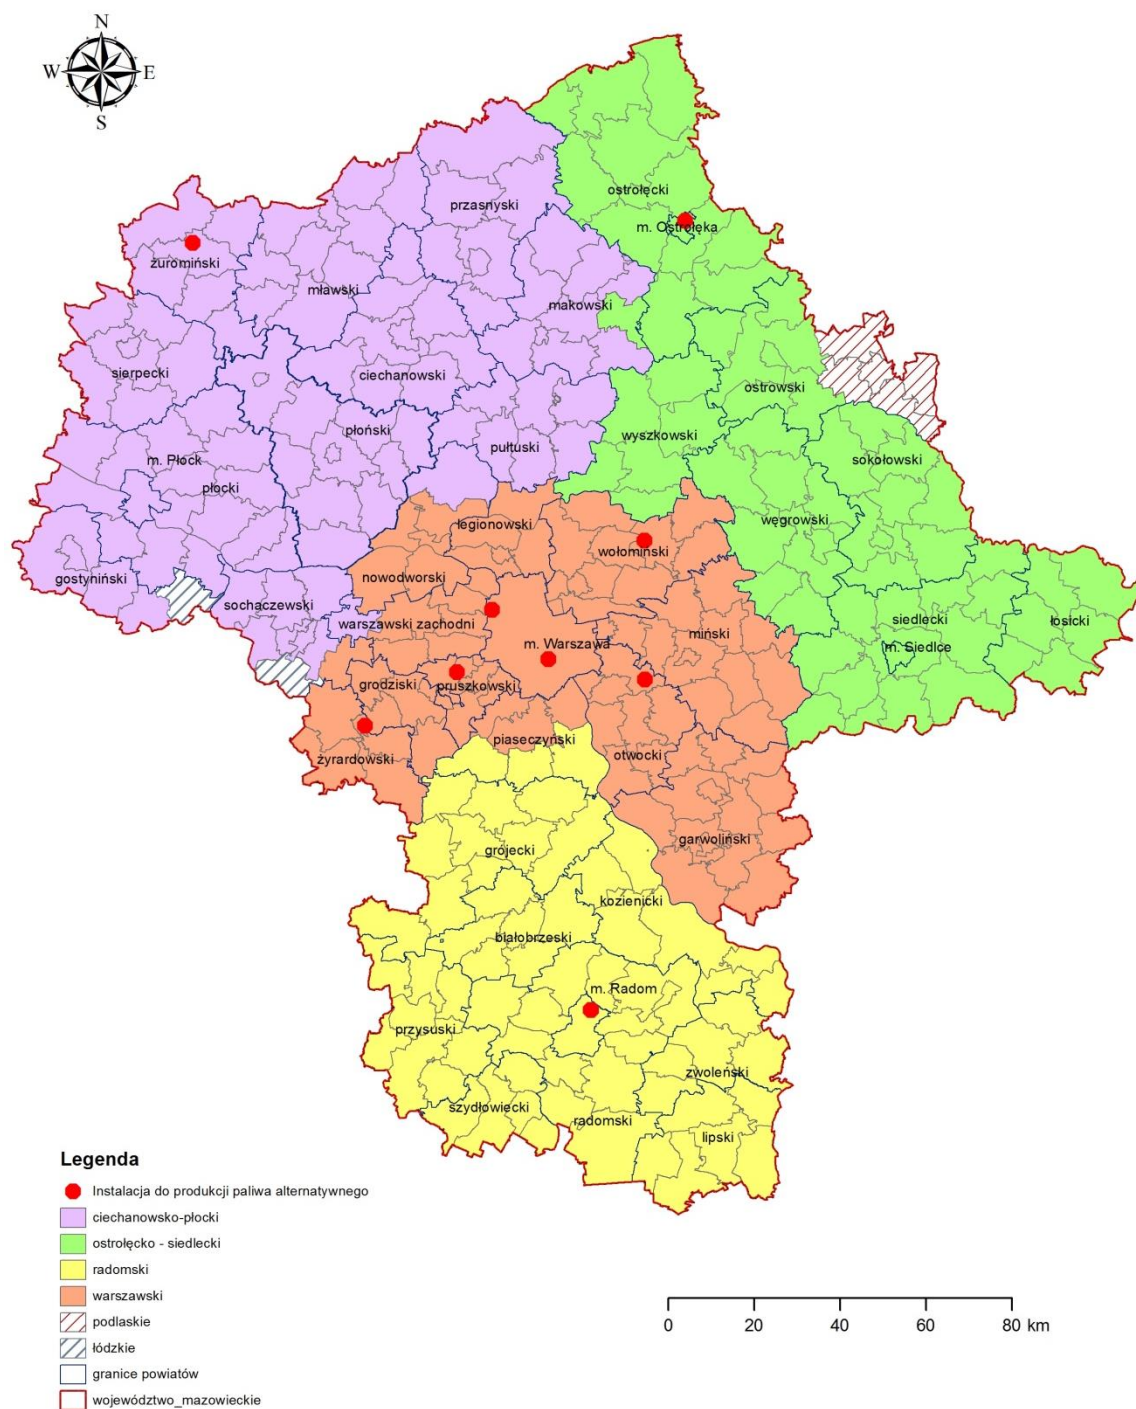 N
W E
S
ostrołęcki
przasnyski
m. Ostrołęka
żuromiński
mławski
makowski
sierpecki
ciechanowski
ostrowski
płoński
wyszkowski
pułtuski
m. Płock
sokołowski
płocki
węgrowski
legionowski
wołomiński
gostyniński
nowodworski
sochaczewski
siedlecki
łosicki
warszawski zachodni
miński
m. Warszawa
m. Siedlce
grodziski
pruszkowski
piaseczyński
otwocki
żyrardowski
garwoliński
grójecki
kozienicki
białobrzeski
m. Radom
przysuski
zwoleński
szydłowiecki
radomski
lipski
Legenda
Instalacja do produkcji paliwa alternatywnego
ciechanowsko-płocki
ostrołęcko - siedlecki
radomski
warszawski
podlaskie
łódzkie
granice powiatów
województwo_mazowieckie
0 20 40 60 80 km